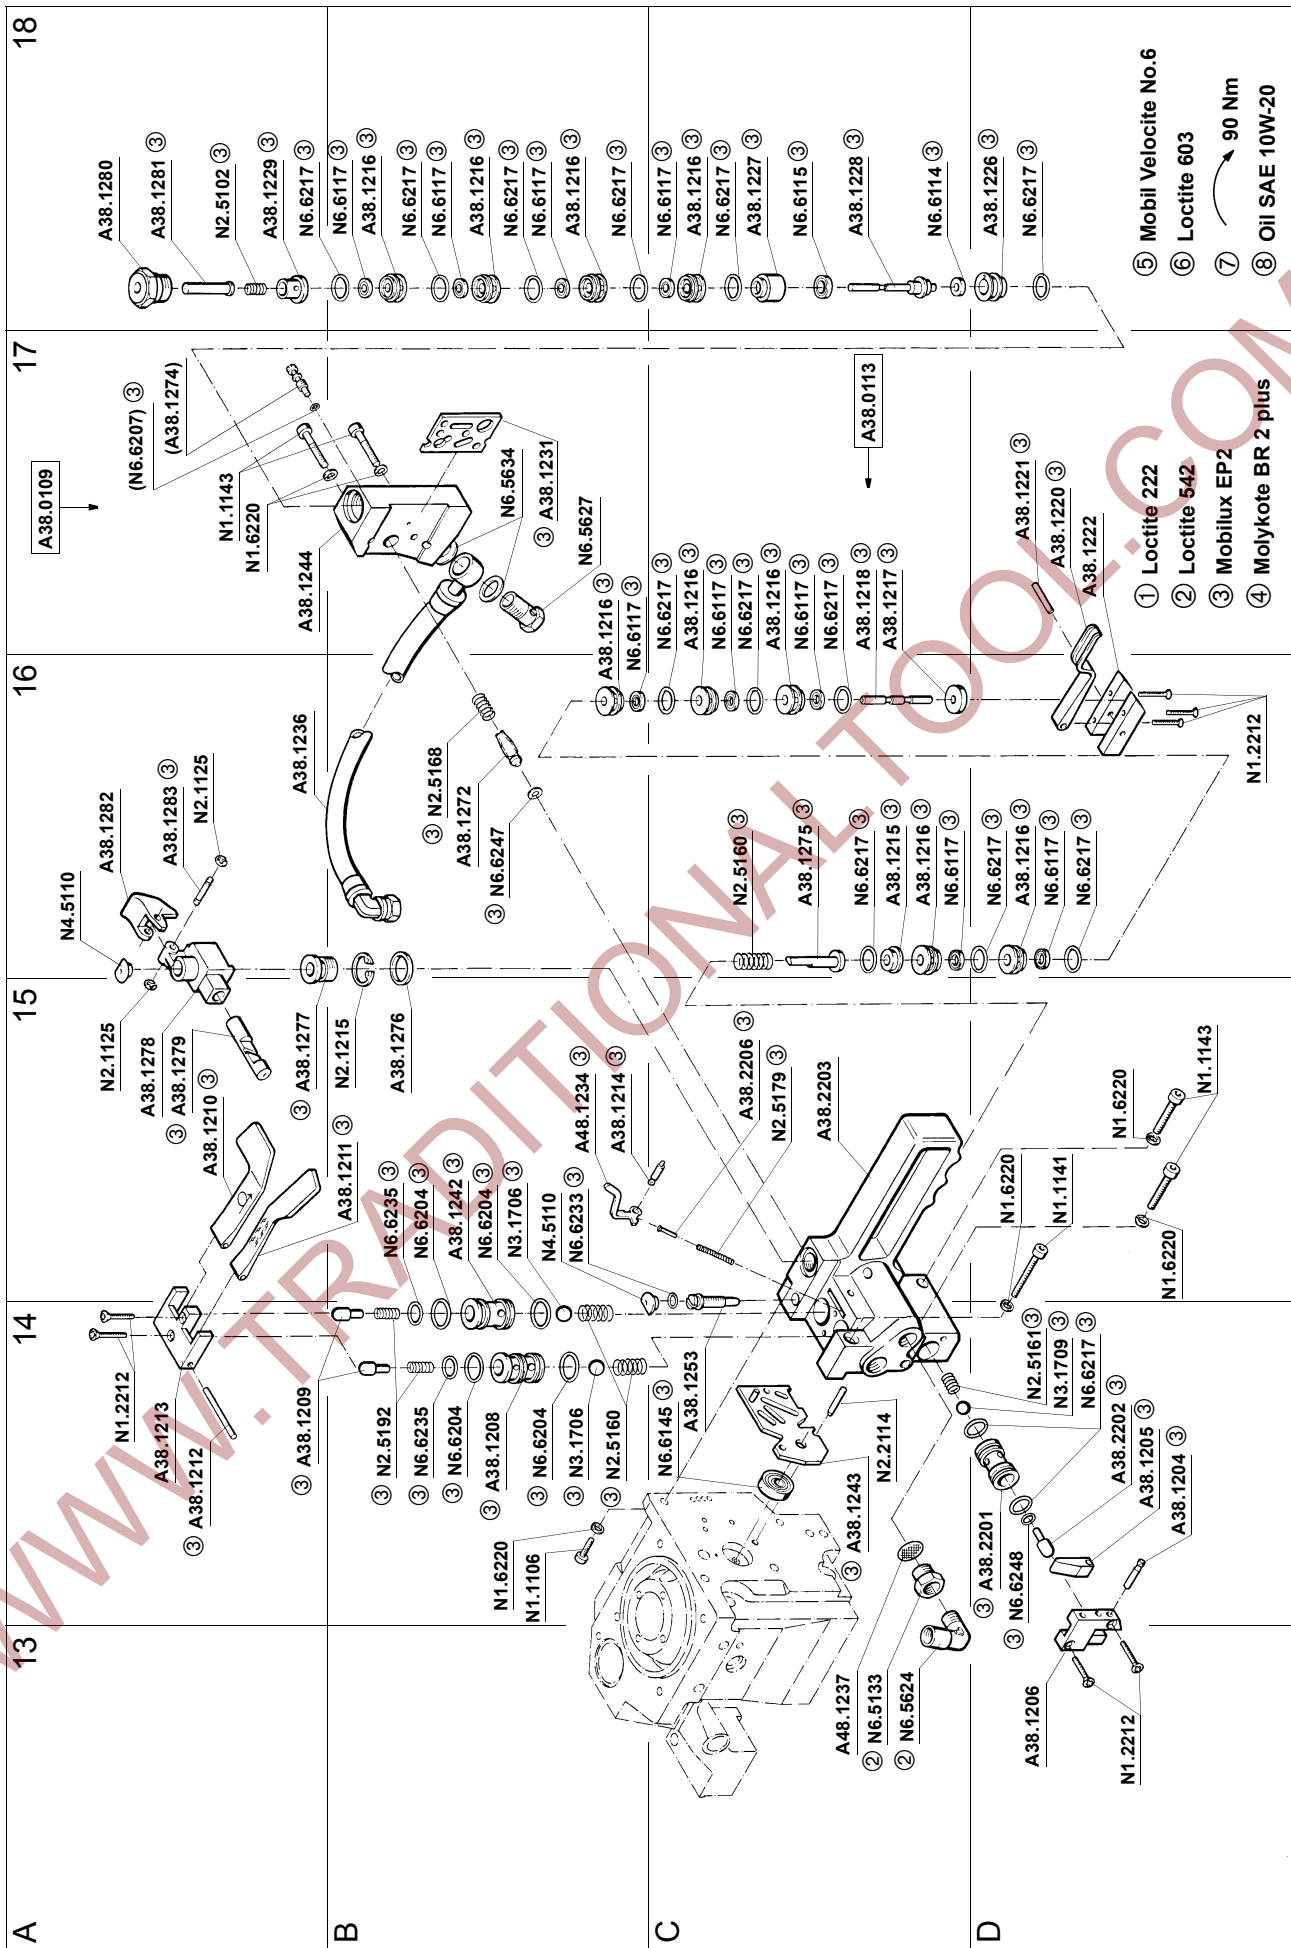 18
A38.1280
A38.1281 ③
N2.5102 ③
A38.1229 ③
N6.6217 ③
N6.6117 ③
A38.1216 ③
N6.6217 ③
N6.6117 ③
A38.1216 ③
N6.6217 ③
N6.6117 ③
A38.1216 ③
N6.6217 ③
N6.6117 ③
A38.1216 ③
N6.6217 ③
A38.1227 ③
N6.6115 ③
A38.1228 ③
N6.6114 ③
A38.1226 ③
N6.6217 ③
⑤ Mobil Velocite No.6
⑥ Loctite 603
⑦ 90 Nm
⑧ Oil SAE 10W-20
17
A38.0109
(N6.6207) ③
(A38.1274)
N1.1143
N1.6220
A38.1244
N6.5634
③ A38.1231
N6.5627
A38.0113
A38.1216 ③
N6.6117 ③
N6.6217 ③
A38.1216 ③
N6.6117 ③
N6.6217 ③
A38.1216 ③
N6.6117 ③
N6.6217 ③
A38.1218 ③
A38.1217 ③
A38.1221 ③
A38.1220 ③
A38.1222
① Loctite 222
② Loctite 542
③ Mobilux EP2
④ Molykote BR 2 plus
16
N4.5110
A38.1282
A38.1283 ③
N2.1125
A38.1236
③ N2.5168
A38.1272
③ N6.6247
N2.5160 ③
A38.1275 ③
N6.6217 ③
A38.1215 ③
A38.1216 ③
N6.6117 ③
N6.6217 ③
A38.1216 ③
N6.6117 ③
N6.6217 ③
N1.2212
15
N2.1125
A38.1278
③ A38.1279
A38.1210 ③
③ A38.1277
N2.1215
A38.1276
A38.1211 ③
N6.6235 ③
N6.6204 ③
A38.1242 ③
N6.6204 ③
N3.1706 ③
N4.5110
N6.6233 ③
A48.1234 ③
A38.1214 ③
A38.2206 ③
N2.5179 ③
A38.2203
N1.6220
N1.1141
N1.6220
N1.1143
N1.6220
14
N1.2212
A38.1213
③ A38.1212
③ A38.1209
③ N2.5192
③ N6.6235
③ N6.6204
③ A38.1208
③ N6.6204
③ N3.1706
③ N2.5160
N6.6145 ③
A38.1253
N1.6220
N1.1106
N2.2114
③ A38.1243
N2.5161 ③
N3.1709 ③
N6.6217 ③
A38.2202 ③
A38.1205 ③
A38.1204 ③
③ A38.2201
③ N6.6248
13
A48.1237
② N6.5133
② N6.5624
A38.1206
N1.2212
A
B
C
D
WWW.TRADITIONALTOOL.COM